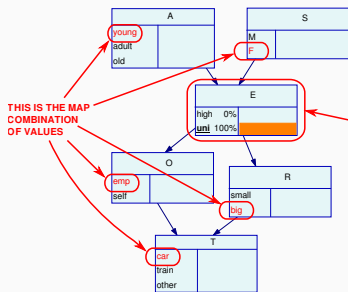 A
young
adult
old
S
M
F
THIS IS THE MAP
COMBINATION
OF VALUES
E
high 0%
uni 100%
O
emp
self
R
small
big
T
car
train
other